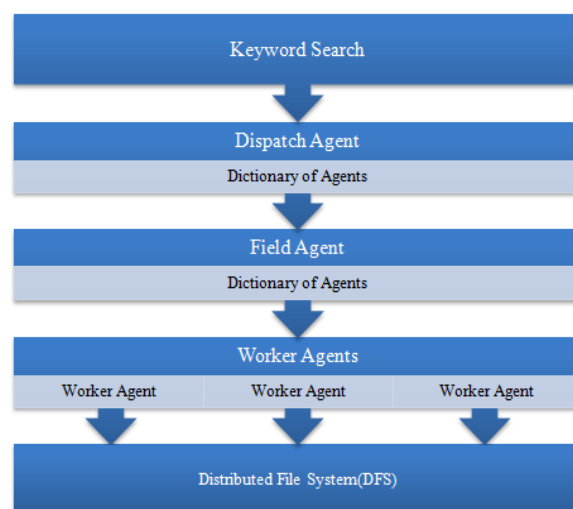 Keyword Search
Dispatch Agent
Dictionary of Agents
Field Agent
Dictionary of Agents
Worker Agents
Worker Agent Worker Agent Worker Agent
Distributed File System(DFS)